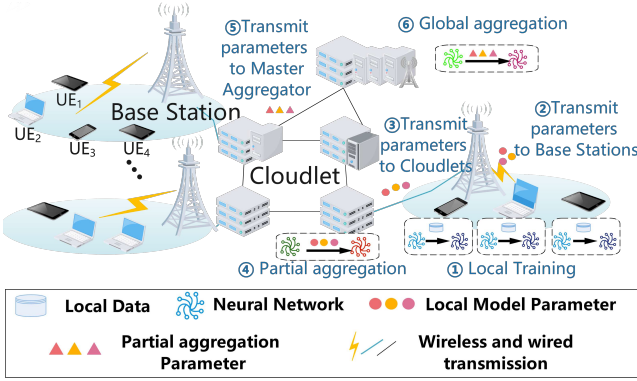 ⑤Transmit
parameters
to Master
Aggregator
⑥ Global aggregation
UE1
UE2
UE3
UE4
Base Station
③Transmit
parameters
to Cloudlets
②Transmit
parameters
to Base Stations
Cloudlet
④ Partial aggregation
① Local Training
Local Data
Neural Network
Local Model Parameter
Partial aggregation
Parameter
Wireless and wired
transmission